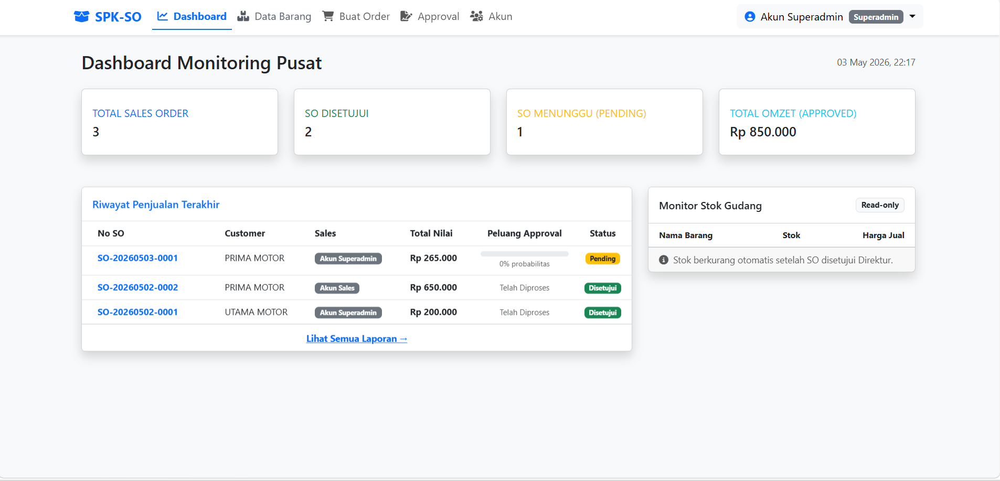 SPK-SO Dashboard Data Barang Buat Order Approval Akun Akun Superadmin Superadmin
Dashboard Monitoring Pusat 03 May 2026, 22:17
TOTAL SALES ORDER
3
SO DISETUJUI
2
SO MENUNGGU (PENDING)
1
TOTAL OMZET (APPROVED)
Rp 850.000
Riwayat Penjualan Terakhir
No SO Customer Sales Total Nilai Peluang Approval Status
SO-20260503-0001 PRIMA MOTOR Akun Superadmin Rp 265.000 0% probabilitas Pending
SO-20260502-0002 PRIMA MOTOR Akun Sales Rp 650.000 Telah Diproses Disetujui
SO-20260502-0001 UTAMA MOTOR Akun Superadmin Rp 200.000 Telah Diproses Disetujui
Lihat Semua Laporan →
Monitor Stok Gudang Read-only
Nama Barang Stok Harga Jual
Stok berkurang otomatis setelah SO disetujui Direktur.